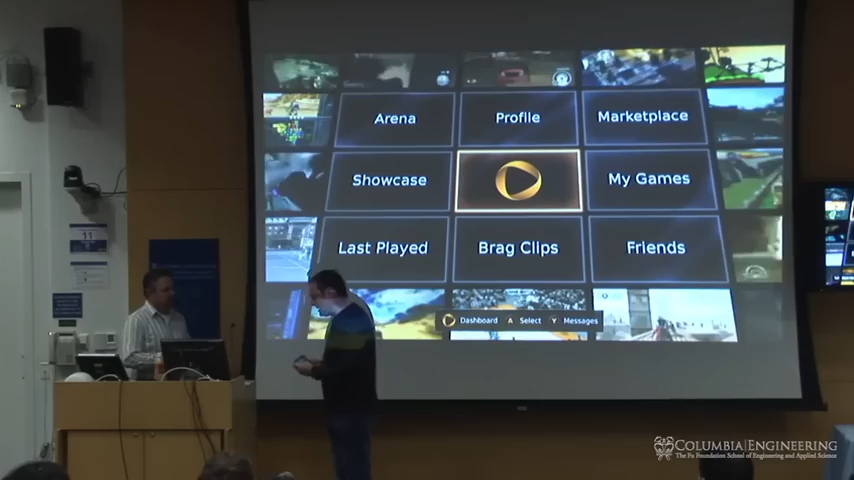 Arena
Profile
Marketplace
Showcase
My Games
Last Played
Brag Clips
Friends
Dashboard A Select Y Messages
11
COLUMBIA ENGINEERING
The Fu Foundation School of Engineering and Applied Science